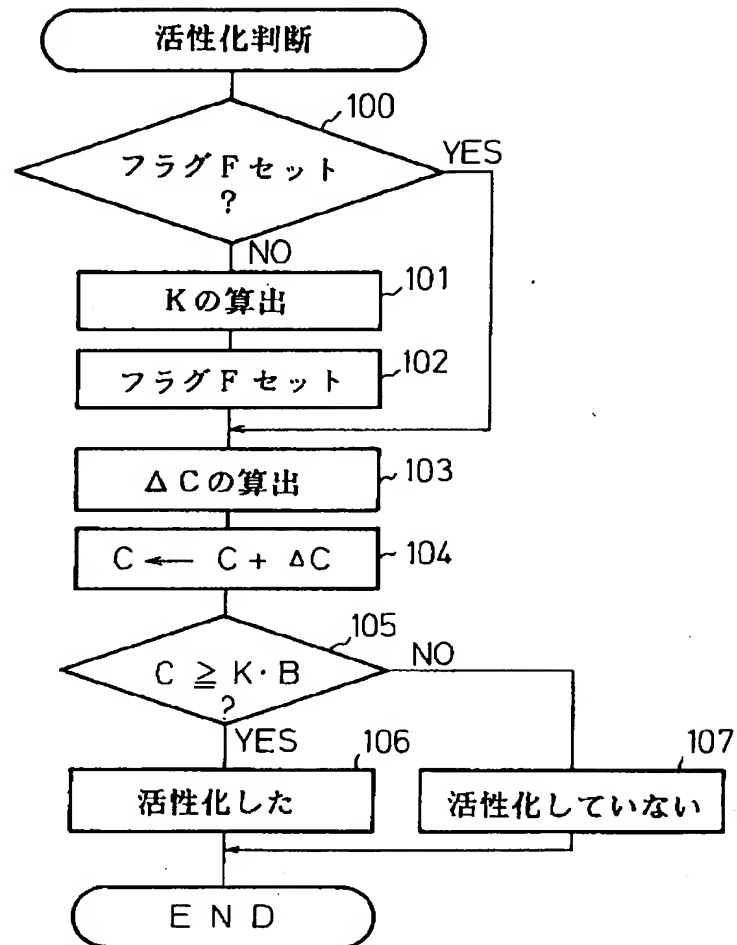 活性化判断
100
フラグFセット
?
YES
NO
Kの算出
101
フラグFセット
102
ΔCの算出
103
C ← C + ΔC
104
105
C ≧ K・B
?
NO
YES
106
活性化した
107
活性化していない
END